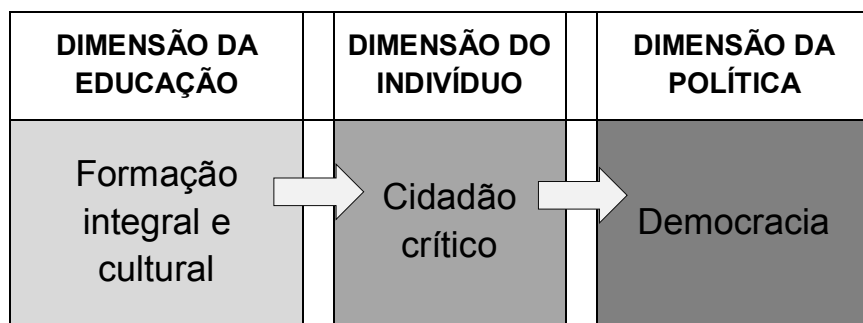 DIMENSÃO DA
EDUCAÇÃO
DIMENSÃO DO
INDIVÍDUO
DIMENSÃO DA
POLÍTICA
Formação
integral e
cultural
Cidadão
crítico
Democracia